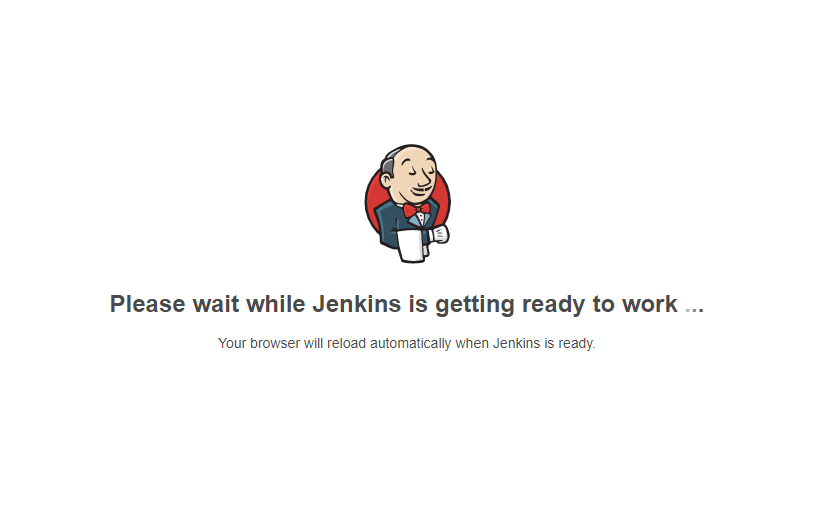 Please wait while Jenkins is getting ready to work ...
Your browser will reload automatically when Jenkins is ready.